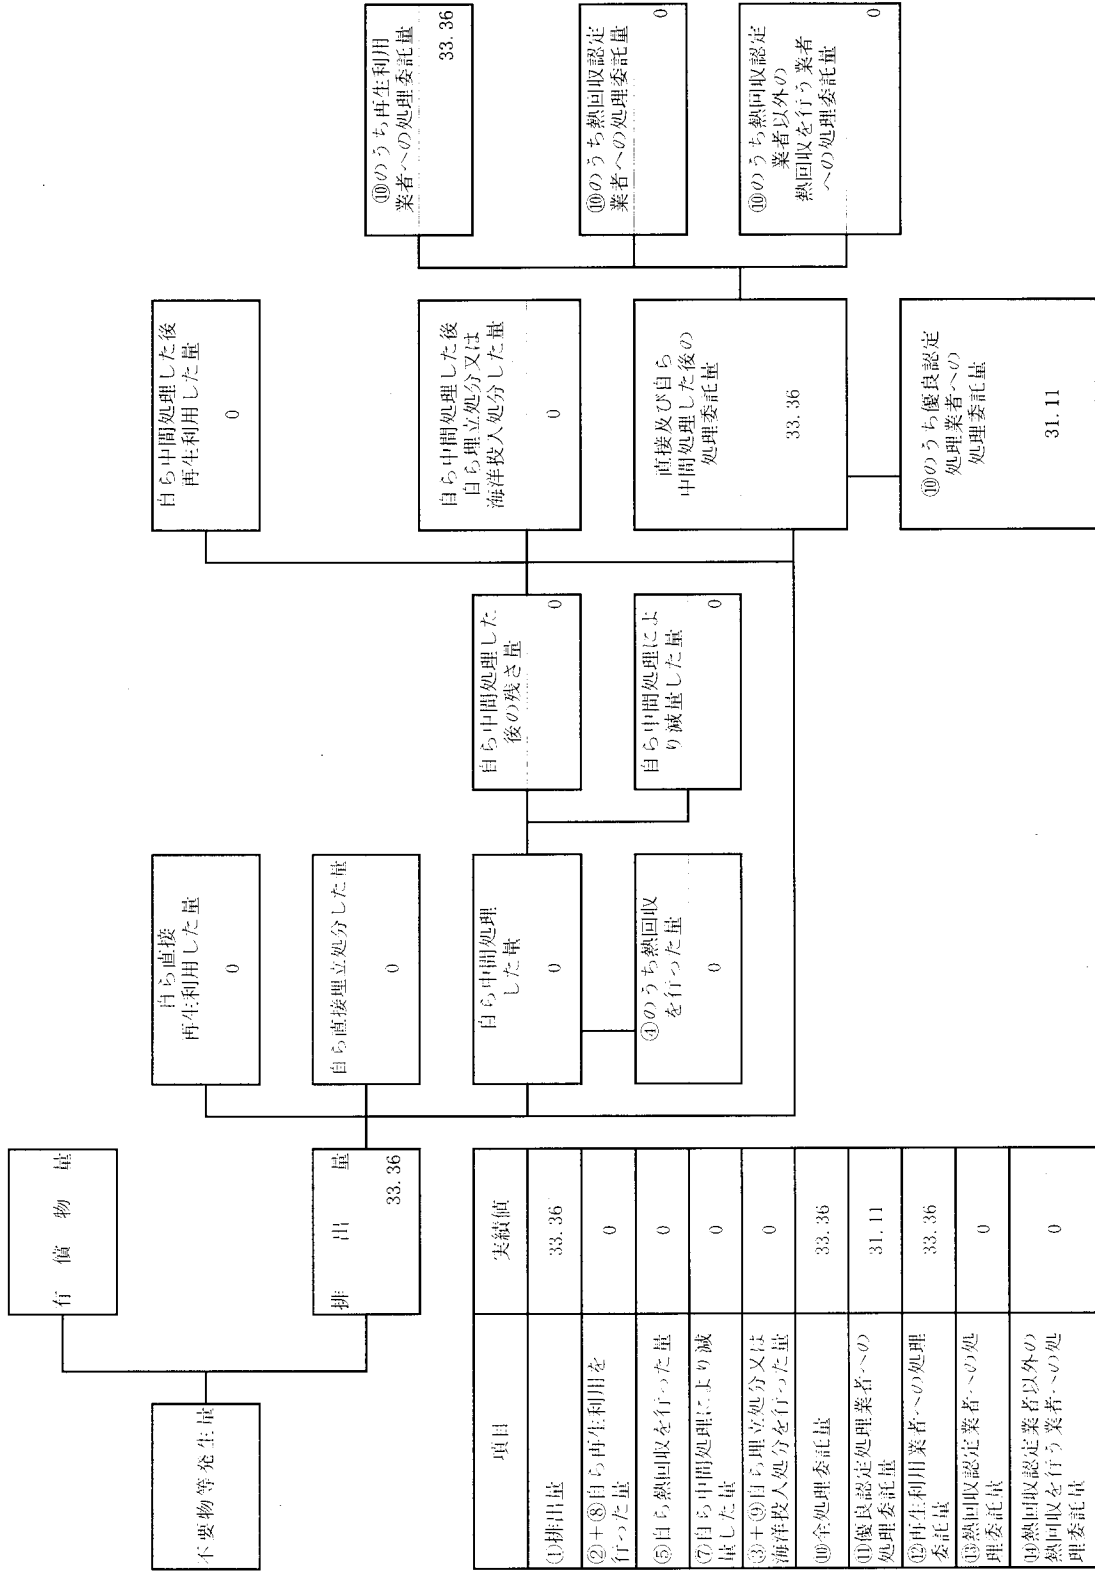 不要物等発生量
有償物量
排出量
33.36
自ら直接
再生利用した量
0
自ら直接埋立処分した量
0
自ら中間処理
した量
0
④のうち熱回収
を行った量
0
自ら中間処理した
後の残さ量
0
自ら中間処理によ
り減量した量
0
自ら中間処理した後
再生利用した量
0
自ら中間処理した後
自ら埋立処分又は
海洋投入処分した量
0
直接及び自ら
中間処理した後の
処理委託量
33.36
⑩のうち優良認定
処理業者への
処理委託量
31.11
⑩のうち再生利用
業者への処理委託量
33.36
⑩のうち熱回収認定
業者への処理委託量
0
⑩のうち熱回収認定
業者以外の
熱回収を行う業者
への処理委託量
0
項目 実績値
①排出量 33.36
②+⑧自ら再生利用を
行った量 0
⑤自ら熱回収を行った量 0
⑦自ら中間処理により減
量した量 0
③+⑨自ら埋立処分又は
海洋投入処分を行った量 0
⑩全処理委託量 33.36
⑪優良認定処理業者への
処理委託量 31.11
⑫再生利用業者への処理
委託量 33.36
⑬熱回収認定業者への処
理委託量 0
⑭熱回収認定業者以外の
熱回収を行う業者への処
理委託量 0